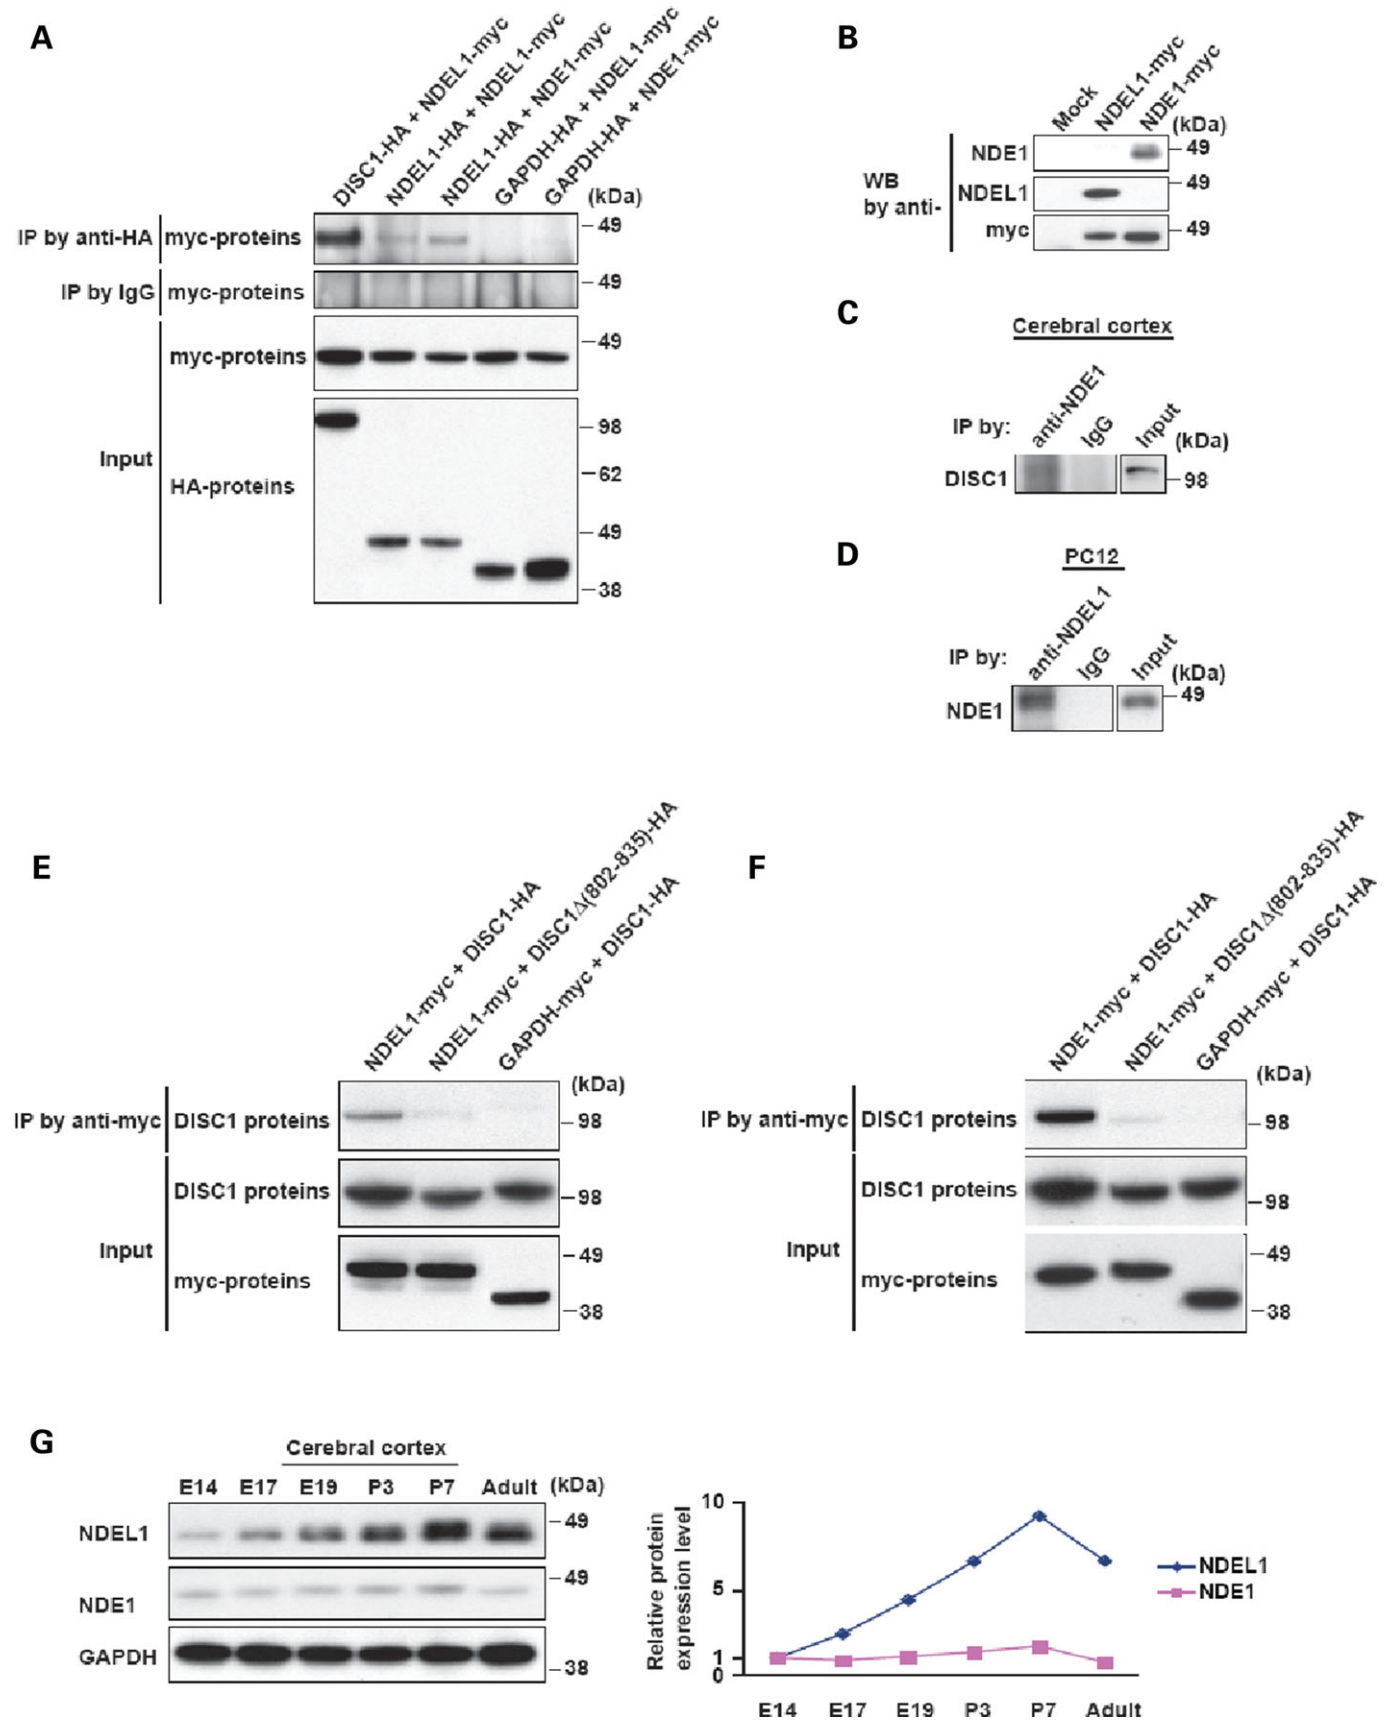 A
DISC1-HA + NDEL1-myc
NDEL1-HA + NDEL1-myc
NDEL1-HA + NDE1-myc
GAPDH-HA + NDEL1-myc
GAPDH-HA + NDE1-myc
(kDa)
IP by anti-HA
myc-proteins
49
IP by IgG
myc-proteins
49
Input
myc-proteins
49
HA-proteins
98
62
49
38
B
Mock
NDEL1-myc
NDE1-myc
(kDa)
WB
by anti-
NDE1
49
NDEL1
49
myc
49
C
Cerebral cortex
IP by:
anti-NDE1
IgG
Input
(kDa)
DISC1
98
D
PC12
IP by:
anti-NDEL1
IgG
Input
(kDa)
NDE1
49
E
NDEL1-myc + DISC1-HA
NDEL1-myc + DISC1Δ(802-835)-HA
GAPDH-myc + DISC1-HA
(kDa)
IP by anti-myc
DISC1 proteins
98
Input
DISC1 proteins
98
myc-proteins
49
38
F
NDE1-myc + DISC1-HA
NDE1-myc + DISC1Δ(802-835)-HA
GAPDH-myc + DISC1-HA
(kDa)
IP by anti-myc
DISC1 proteins
98
Input
DISC1 proteins
98
myc-proteins
49
38
G
Cerebral cortex
E14 E17 E19 P3 P7 Adult (kDa)
NDEL1
49
NDE1
49
GAPDH
38
Relative protein
expression level
10
5
1
0
E14 E17 E19 P3 P7 Adult
NDEL1
NDE1